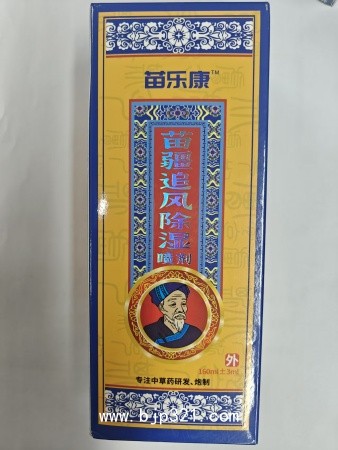 苗乐康™
苗疆追风除湿
喷剂
外
160mL±3mL
专注中草药研发、炮制
www.bjp321.com